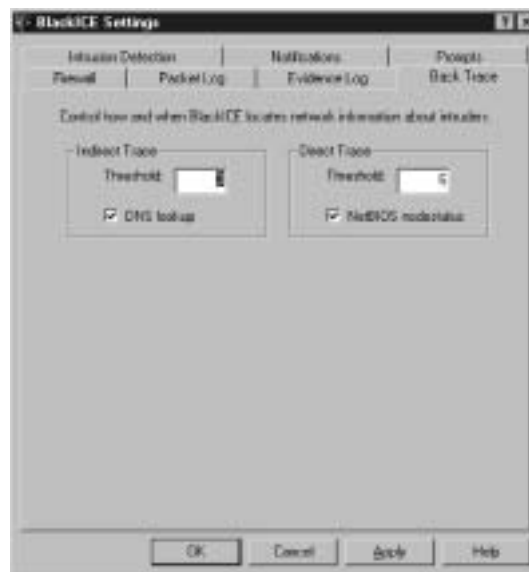 BlackICE Settings
Intrusion Detection Notifications Prompts
Firewall Packet Log Evidence Log Back Trace
Control how and when BlackICE locates network information about intruders.
Indirect Trace
Threshold:
DNS lookup
Direct Trace
Threshold: 6
NetBIOS nodestatus
OK Cancel Apply Help